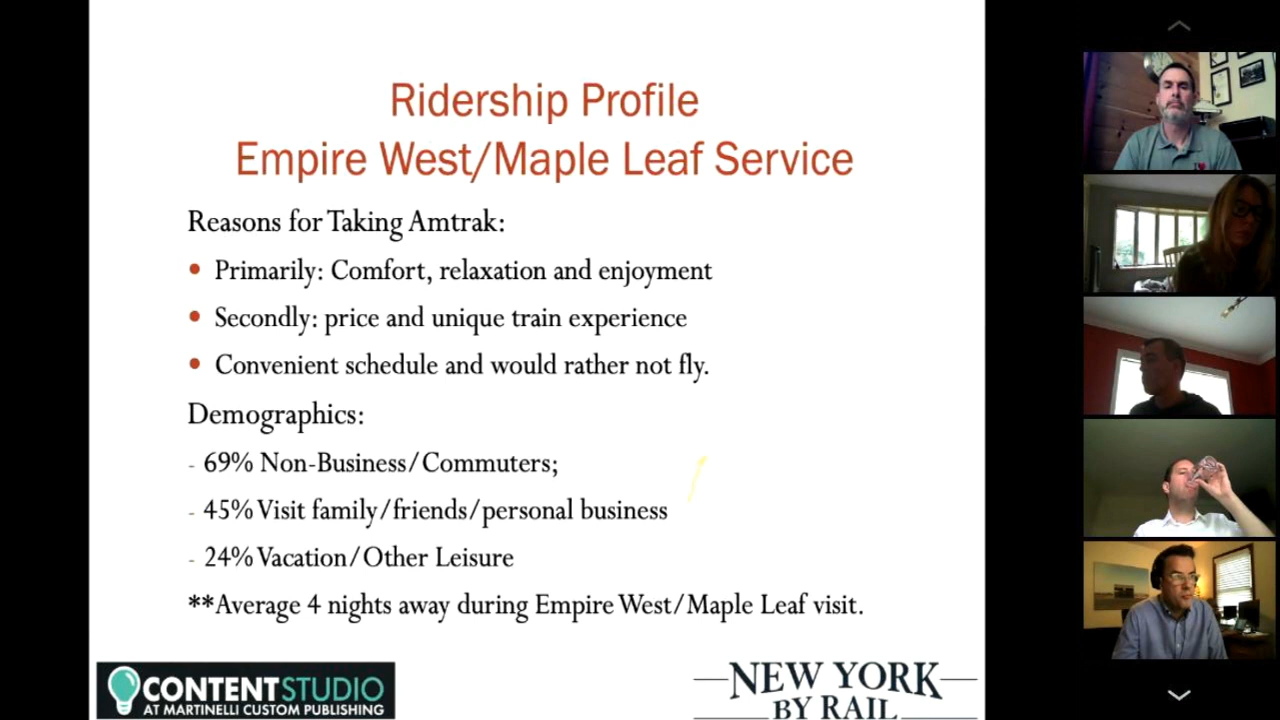 Ridership Profile
Empire West/Maple Leaf Service
Reasons for Taking Amtrak:
• Primarily: Comfort, relaxation and enjoyment
• Secondly: price and unique train experience
• Convenient schedule and would rather not fly.
Demographics:
- 69% Non-Business/Commuters;
- 45% Visit family/friends/personal business
- 24% Vacation/Other Leisure
**Average 4 nights away during Empire West/Maple Leaf visit.
CONTENTSTUDIO
AT MARTINELLI CUSTOM PUBLISHING
NEW YORK
BY RAIL